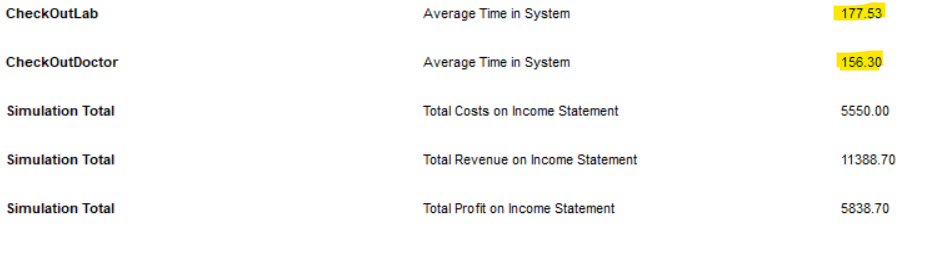 CheckOutLab Average Time in System 177.53
CheckOutDoctor Average Time in System 156.30
Simulation Total Total Costs on Income Statement 5550.00
Simulation Total Total Revenue on Income Statement 11388.70
Simulation Total Total Profit on Income Statement 5838.70